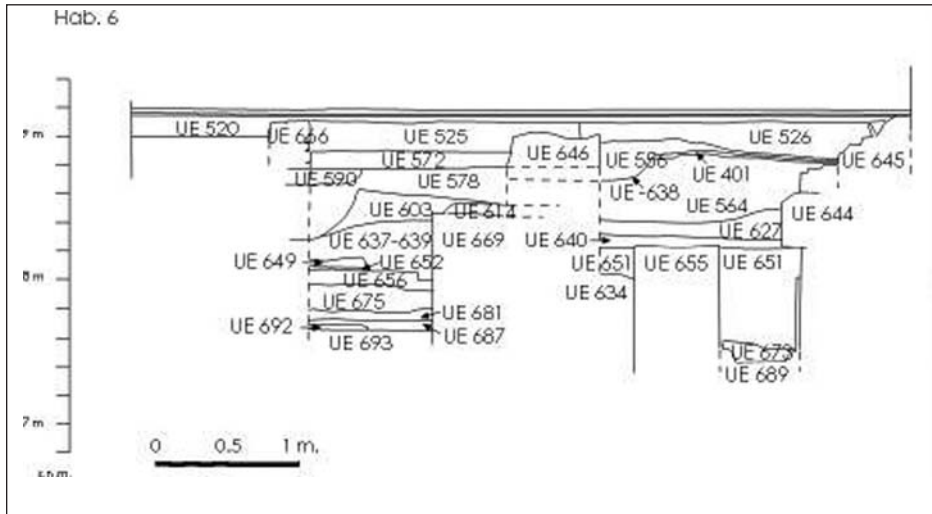 Hab. 6
9 m
UE 520
UE 666
UE 525
UE 526
UE 572
UE 646
UE 586
UE 645
UE 590
UE 578
UE 401
UE -638
UE 603
UE 614
UE 564
UE 644
UE 637-639
UE 669
UE 640
UE 627
UE 649
UE 652
UE 651
UE 655
UE 651
8 m
UE 656
UE 634
UE 675
UE 681
UE 692
UE 693
UE 687
UE 673
UE 689
7 m
0 0.5 1 m.